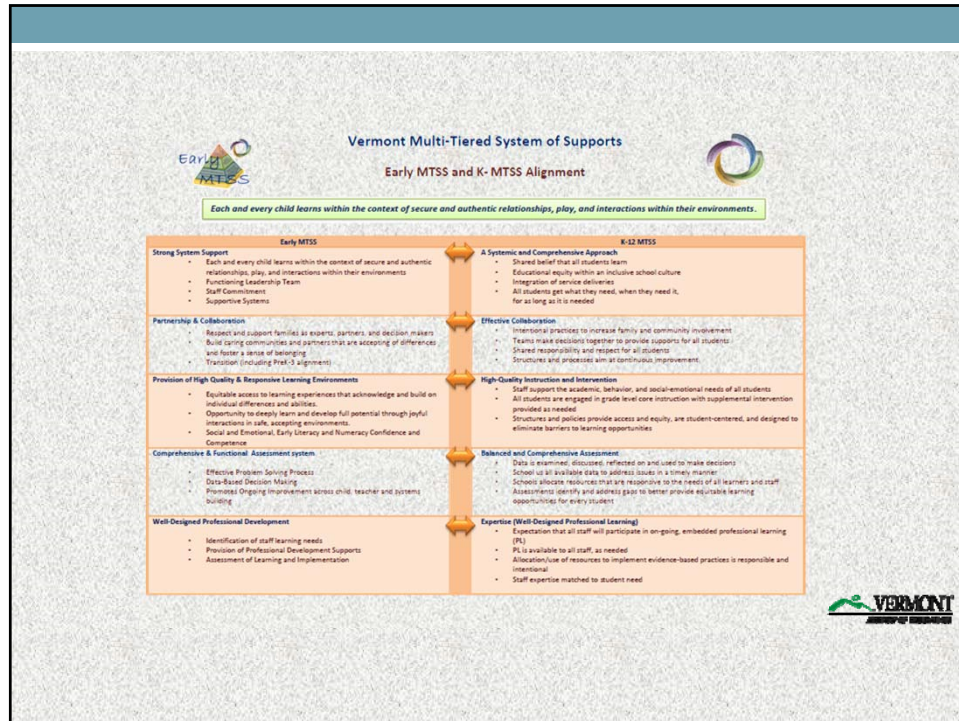 Early
MTSS
Vermont Multi-Tiered System of Supports
Early MTSS and K- MTSS Alignment
Each and every child learns within the context of secure and authentic relationships, play, and interactions within their environments.
Early MTSS
Strong System Support
• Each and every child learns within the context of secure and authentic
relationships, play, and interactions within their environments
• Functioning Leadership Team
• Staff Commitment
• Supportive Systems
K-12 MTSS
A Systemic and Comprehensive Approach
• Shared belief that all students learn
• Educational equity within an inclusive school culture
• Integration of service deliveries
• All students get what they need, when they need it,
for as long as it is needed
Partnership & Collaboration
• Respect and support families as experts, partners, and decision makers
• Build caring communities and partners that are accepting of differences
and foster a sense of belonging
• Transition (including PreK-3 alignment)
Effective Collaboration
• Intentional practices to increase family and community involvement
• Teams make decisions together to provide supports for all students
• Shared responsibility and respect for all students
• Structures and processes aim at continuous improvement.
Provision of High Quality & Responsive Learning Environments
• Equitable access to learning experiences that acknowledge and build on
individual differences and abilities.
• Opportunity to deeply learn and develop full potential through joyful
interactions in safe, accepting environments.
• Social and Emotional, Early Literacy and Numeracy Confidence and
Competence
High-Quality Instruction and Intervention
• Staff support the academic, behavior, and social-emotional needs of all students
• All students are engaged in grade level core instruction with supplemental intervention
provided as needed
• Structures and policies provide access and equity, are student-centered, and designed to
eliminate barriers to learning opportunities
Comprehensive & Functional Assessment system
• Effective Problem Solving Process
• Data-Based Decision Making
• Promotes Ongoing Improvement across child, teacher and systems
building
Balanced and Comprehensive Assessment
• Data is examined, discussed, reflected on and used to make decisions
• School us all available data to address issues in a timely manner
• Schools allocate resources that are responsive to the needs of all learners and staff
• Assessments identify and address gaps to better provide equitable learning
opportunities for every student
Well-Designed Professional Development
• Identification of staff learning needs
• Provision of Professional Development Supports
• Assessment of Learning and Implementation
Expertise (Well-Designed Professional Learning)
• Expectation that all staff will participate in on-going, embedded professional learning
(PL)
• PL is available to all staff, as needed
• Allocation/use of resources to implement evidence-based practices is responsible and
intentional
• Staff expertise matched to student need
VERMONT
AGENCY OF EDUCATION